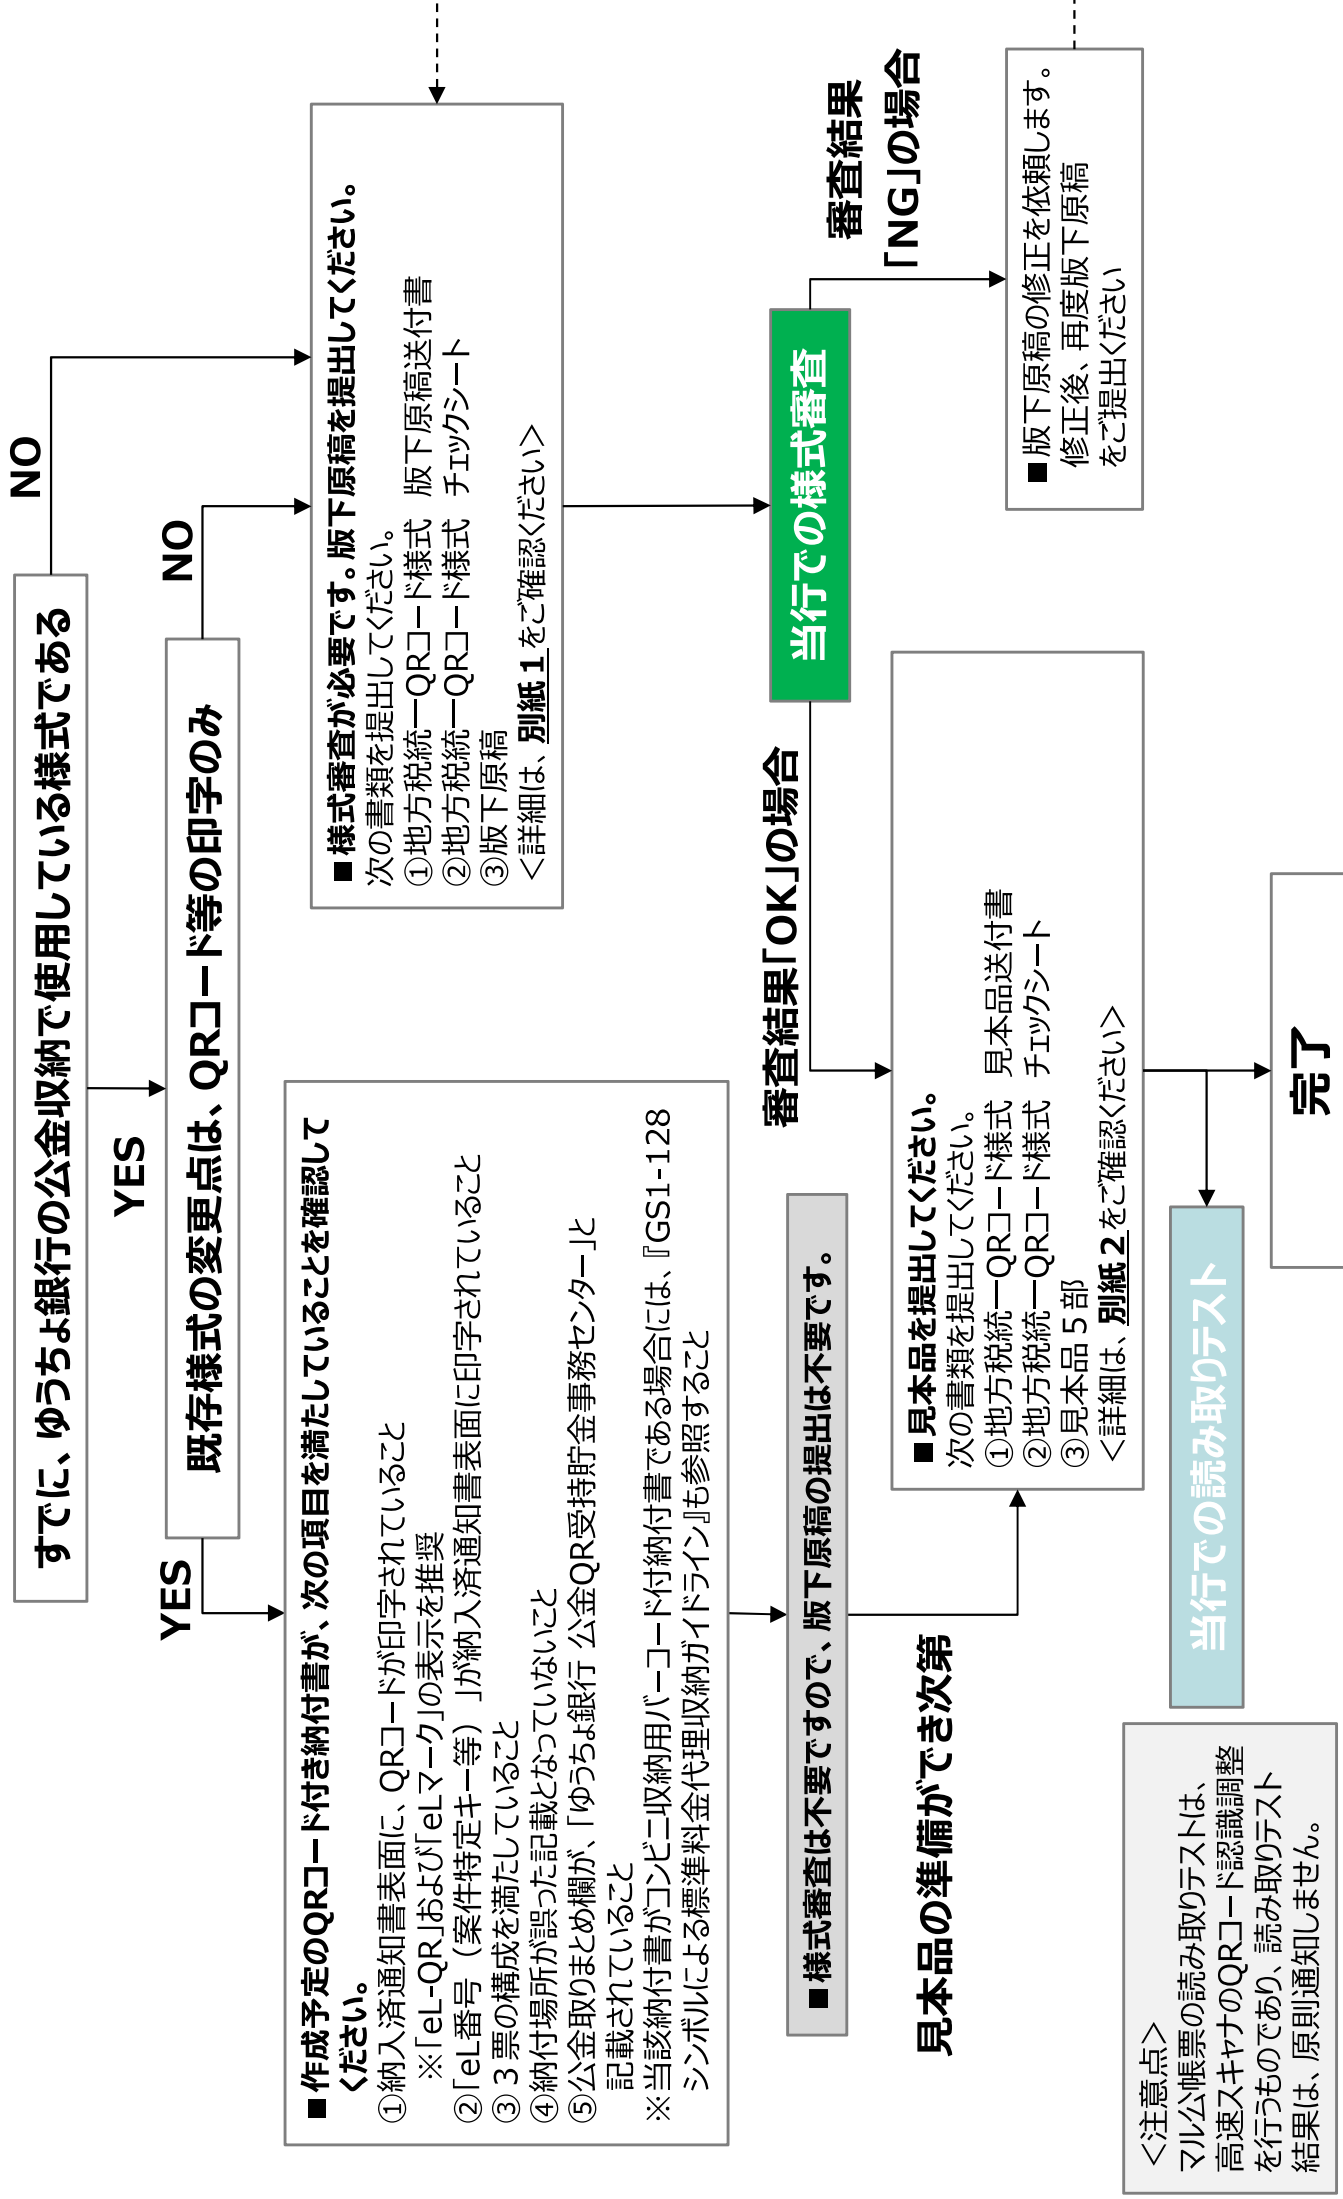 すでに、ゆうちょ銀行の公金収納で使用している様式である
NO
YES
既存様式の変更点は、QRコード等の印字のみ
NO
YES
■作成予定のQRコード付き納付書が、次の項目を満たしていることを確認して
ください。
①納入済通知書表面に、QRコードが印字されていること
※「eL-QR」および「eLマーク」の表示を推奨
②「eL番号（案件特定キー等）」が納入済通知書表面に印字されていること
③３票の構成を満たしていること
④納付場所が誤った記載となっていないこと
⑤公金取りまとめ欄が、「ゆうちょ銀行 公金QR受持貯金事務センター」と
記載されていること
※当該納付書がコンビニ収納用バーコード付納付書である場合には、『GS1-128
シンボルによる標準料金代理収納ガイドライン』も参照すること
■様式審査が必要です。版下原稿を提出してください。
次の書類を提出してください。
①地方税統一QRコード様式　版下原稿送付書
②地方税統一QRコード様式　チェックシート
③版下原稿
＜詳細は、別紙１をご確認ください＞
■様式審査は不要ですので、版下原稿の提出は不要です。
当行での様式審査
審査結果「OK」の場合
審査結果
「NG」の場合
見本品の準備ができ次第
■見本品を提出してください。
次の書類を提出してください。
①地方税統一QRコード様式　見本品送付書
②地方税統一QRコード様式　チェックシート
③見本品５部
＜詳細は、別紙２をご確認ください＞
■版下原稿の修正を依頼します。
修正後、再度版下原稿
をご提出ください
＜注意点＞
マル公帳票の読み取りテストは、
高速スキャナのQRコード認識調整
を行うものであり、読み取りテスト
結果は、原則通知しません。
当行での読み取りテスト
完了